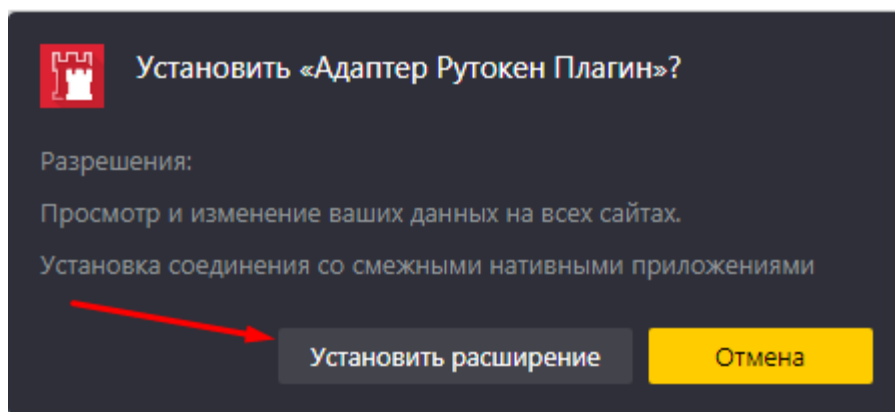 Установить «Адаптер Рутокен Плагин»?
Разрешения:
Просмотр и изменение ваших данных на всех сайтах.
Установка соединения со смежными нативными приложениями
Установить расширение
Отмена